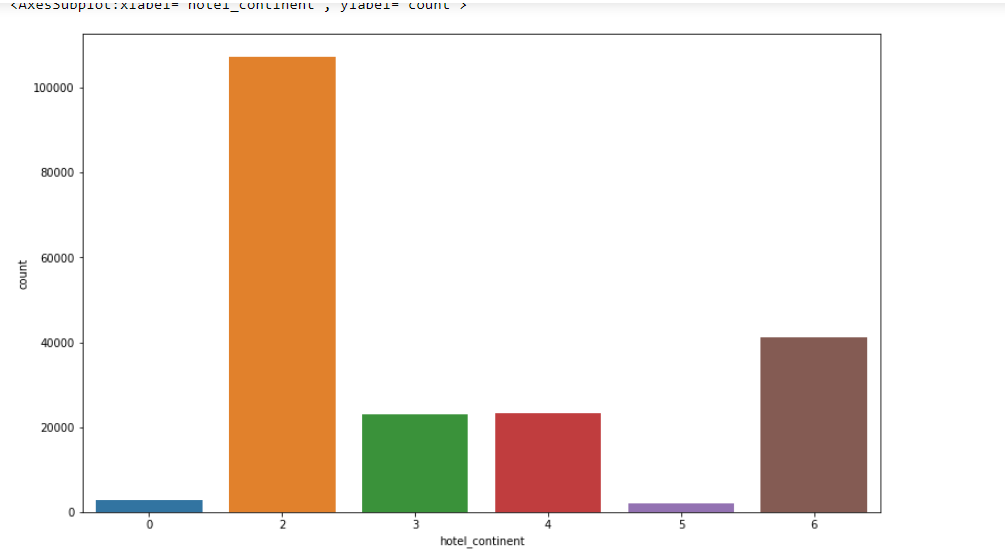 <AxesSubplot:xlabel='hotel_continent', ylabel='count'>
100000
80000
60000
40000
20000
0
count
0 2 3 4 5 6
hotel_continent